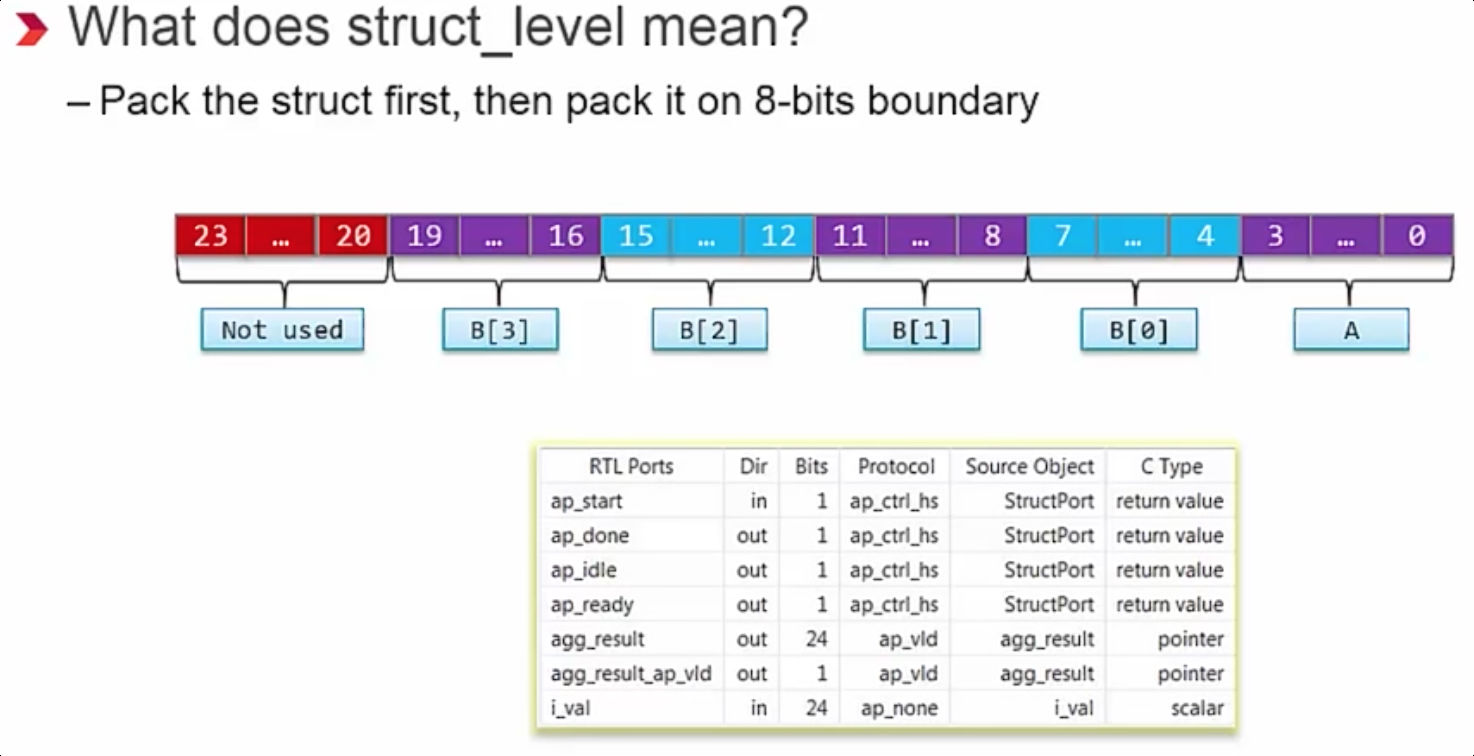 What does struct_level mean?
– Pack the struct first, then pack it on 8-bits boundary
23 ... 20 19 ... 16 15 ... 12 11 ... 8 7 ... 4 3 ... 0
Not used B[3] B[2] B[1] B[0] A
RTL Ports Dir Bits Protocol Source Object C Type
ap_start in 1 ap_ctrl_hs StructPort return value
ap_done out 1 ap_ctrl_hs StructPort return value
ap_idle out 1 ap_ctrl_hs StructPort return value
ap_ready out 1 ap_ctrl_hs StructPort return value
agg_result out 24 ap_vld agg_result pointer
agg_result_ap_vld out 1 ap_vld agg_result pointer
i_val in 24 ap_none i_val scalar